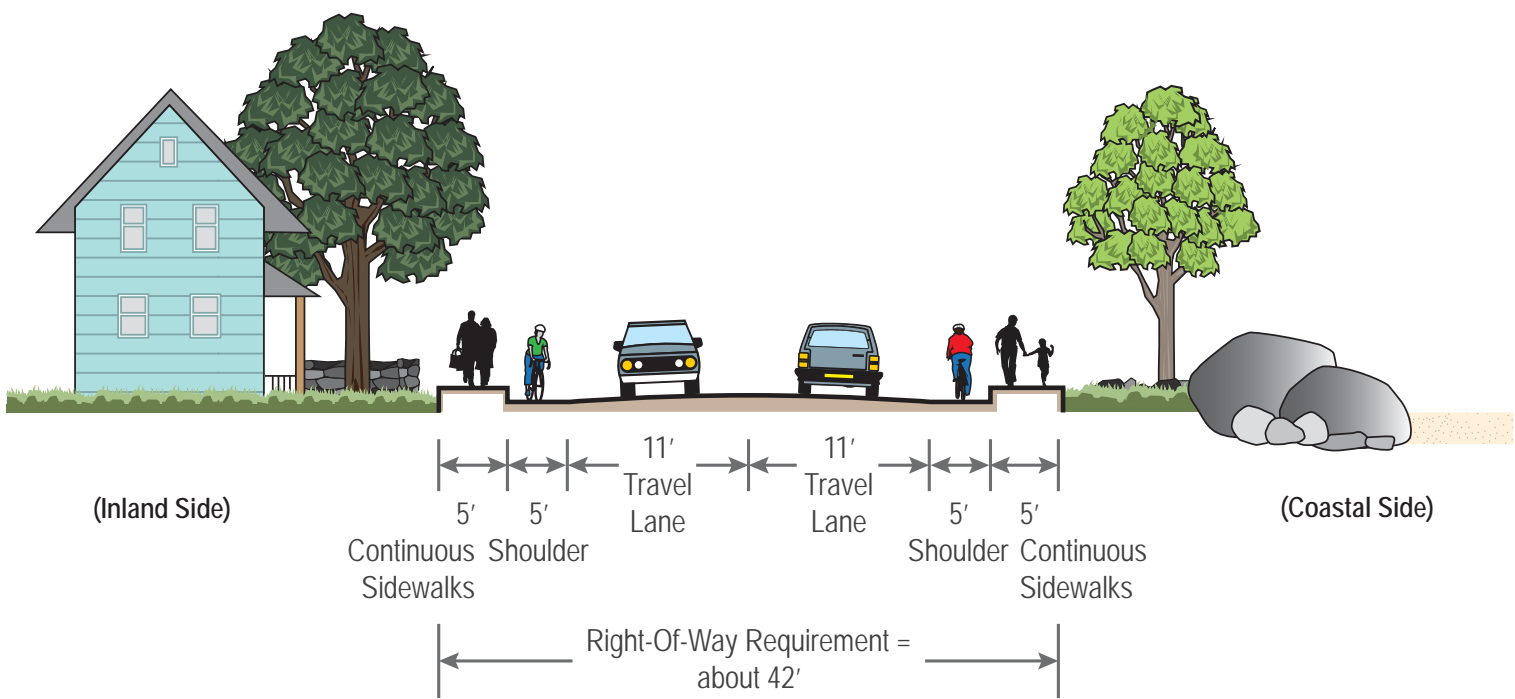 (Inland Side)
5′
Continuous
Sidewalks
5′
Shoulder
11′
Travel
Lane
11′
Travel
Lane
5′
Shoulder
5′
Continuous
Sidewalks
(Coastal Side)
Right-Of-Way Requirement =
about 42′